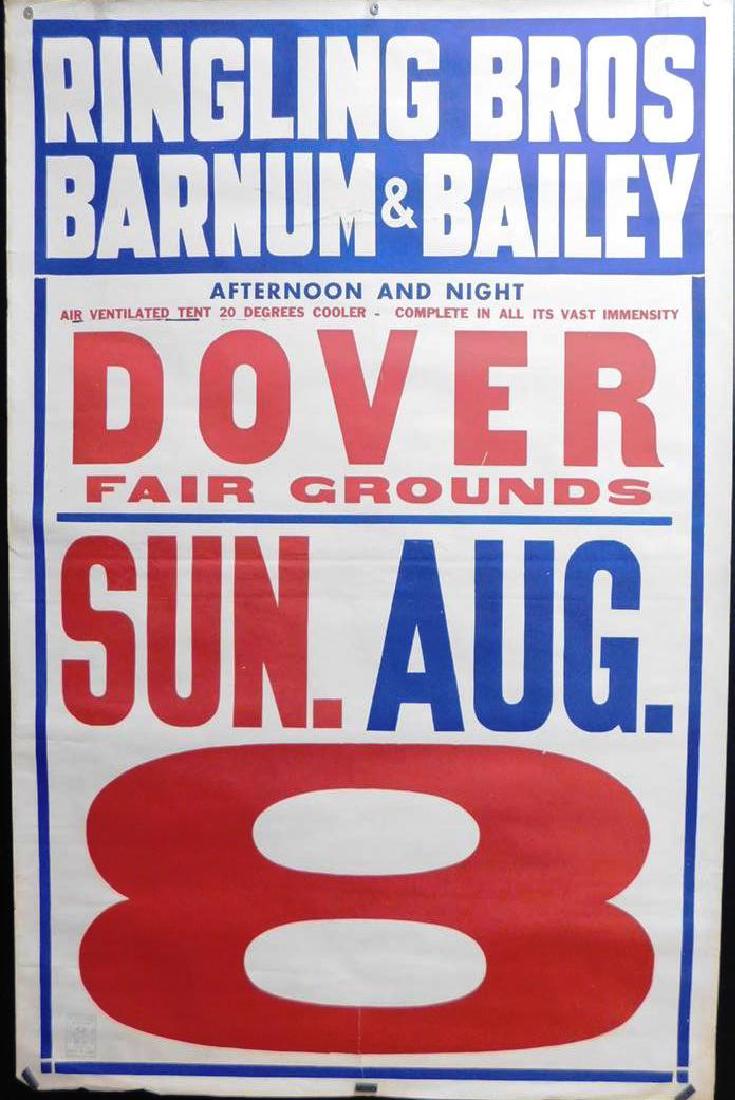 RINGLING BROS
BARNUM & BAILEY
AFTERNOON AND NIGHT
AIR VENTILATED TENT 20 DEGREES COOLER - COMPLETE IN ALL ITS VAST IMMENSITY
DOVER
FAIR GROUNDS
SUN. AUG.
8